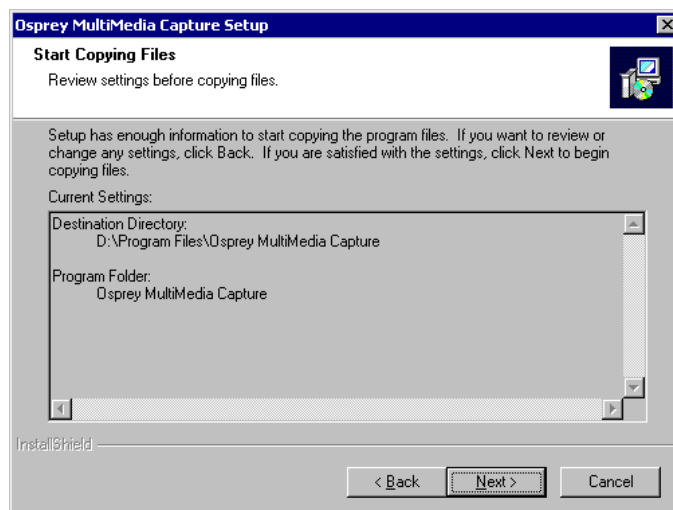 Osprey MultiMedia Capture Setup
Start Copying Files
Review settings before copying files.
Setup has enough information to start copying the program files.  If you want to review or
change any settings, click Back.  If you are satisfied with the settings, click Next to begin
copying files.
Current Settings:
Destination Directory:
D:\Program Files\Osprey MultiMedia Capture
Program Folder:
Osprey MultiMedia Capture
InstallShield
< Back
Next >
Cancel